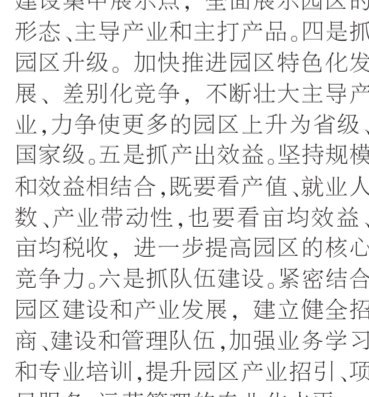 建设集中展示点，全面展示园区的
形态、主导产业和主打产品。四是抓
园区升级。加快推进园区特色化发
展、差别化竞争，不断壮大主导产
业，力争使更多的园区上升为省级、
国家级。五是抓产出效益。坚持规模
和效益相结合，既要看产值、就业人
数、产业带动性，也要看亩均效益、
亩均税收，进一步提高园区的核心
竞争力。六是抓队伍建设。紧密结合
园区建设和产业发展，建立健全招
商、建设和管理队伍，加强业务学习
和专业培训，提升园区产业招引、项